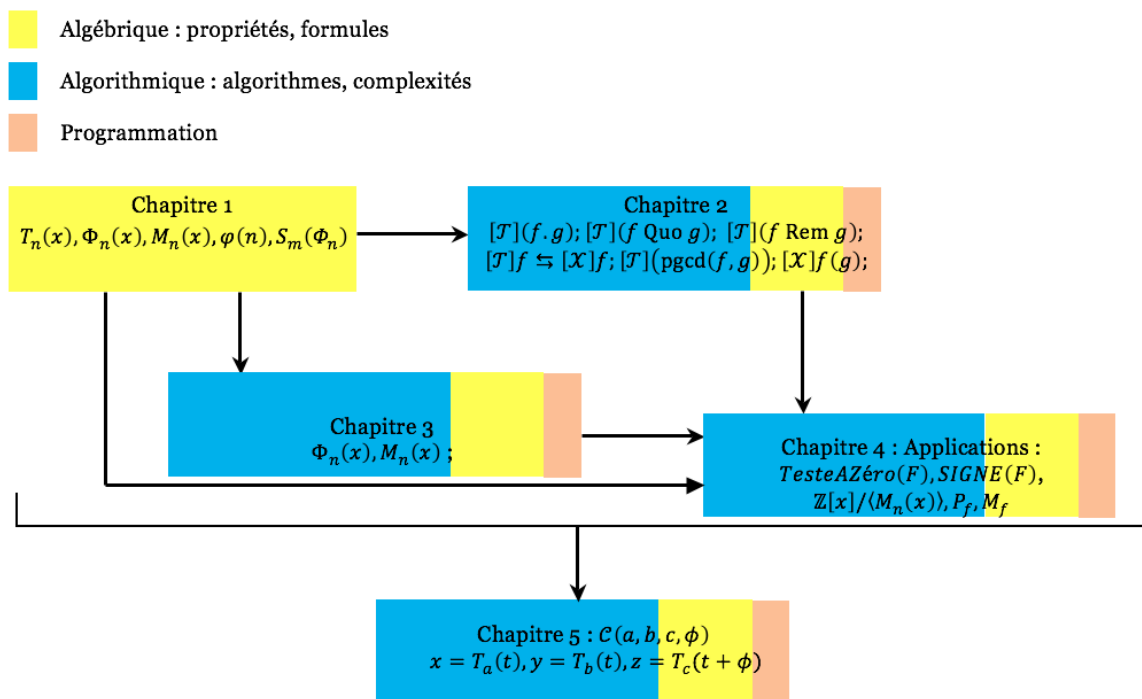 Algébrique : propriétés, formules
Algorithmique : algorithmes, complexités
Programmation
Chapitre 1
𝑇ₙ(𝑥), Φₙ(𝑥), 𝑀ₙ(𝑥), 𝜑(𝑛), 𝑆ₘ(Φₙ)
Chapitre 2
[𝒯](𝑓. 𝑔); [𝒯](𝑓 Quo 𝑔); [𝒯](𝑓 Rem 𝑔);
[𝒯]𝑓 ⇆ [𝒳]𝑓; [𝒯](pgcd(𝑓, 𝑔)); [𝒳]𝑓(𝑔);
Chapitre 3
Φₙ(𝑥), 𝑀ₙ(𝑥) ;
Chapitre 4 : Applications :
𝑇𝑒𝑠𝑡𝑒𝐴𝑍é𝑟𝑜(𝐹), 𝑆𝐼𝐺𝑁𝐸(𝐹),
ℤ[𝑥]/⟨𝑀ₙ(𝑥)⟩, 𝑃_𝑓, 𝑀_𝑓
Chapitre 5 : 𝒞(𝑎, 𝑏, 𝑐, 𝜙)
𝑥 = 𝑇ₐ(𝑡), 𝑦 = 𝑇_𝑏(𝑡), 𝑧 = 𝑇_𝑐(𝑡 + 𝜙)